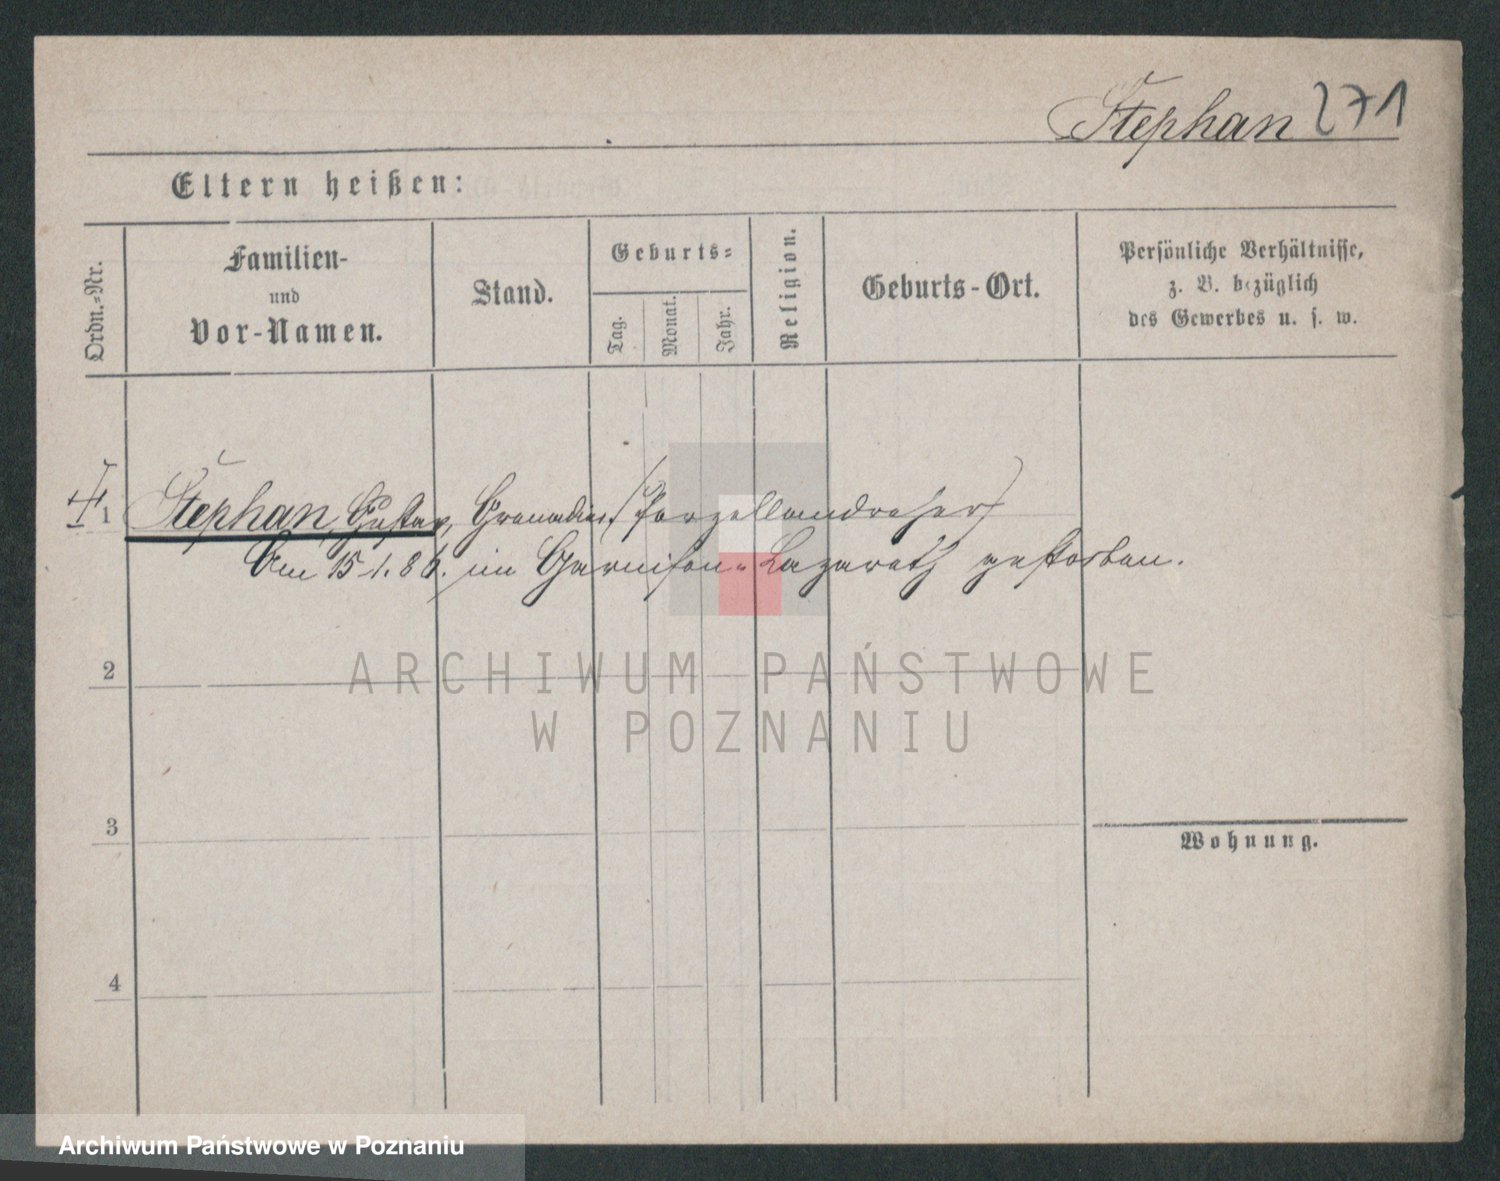 Stephan 271
Eltern heißen:
Ordn.-Nr.
Familien-
und
Vor-Namen.
Stand.
Geburts-
Tag.
Monat.
Jahr.
Religion.
Geburts-Ort.
Persönliche Verhältnisse,
z. B. bezüglich
des Gewerbes u. s. w.
1 Stephan, Gustav, Grenadier (Porzellandreher)
Am 15.1.86. im Garnison-Lazareth gestorben.
2
ARCHIWUM PAŃSTWOWE
W POZNANIU
3
Wohnung.
4
Archiwum Państwowe w Poznaniu